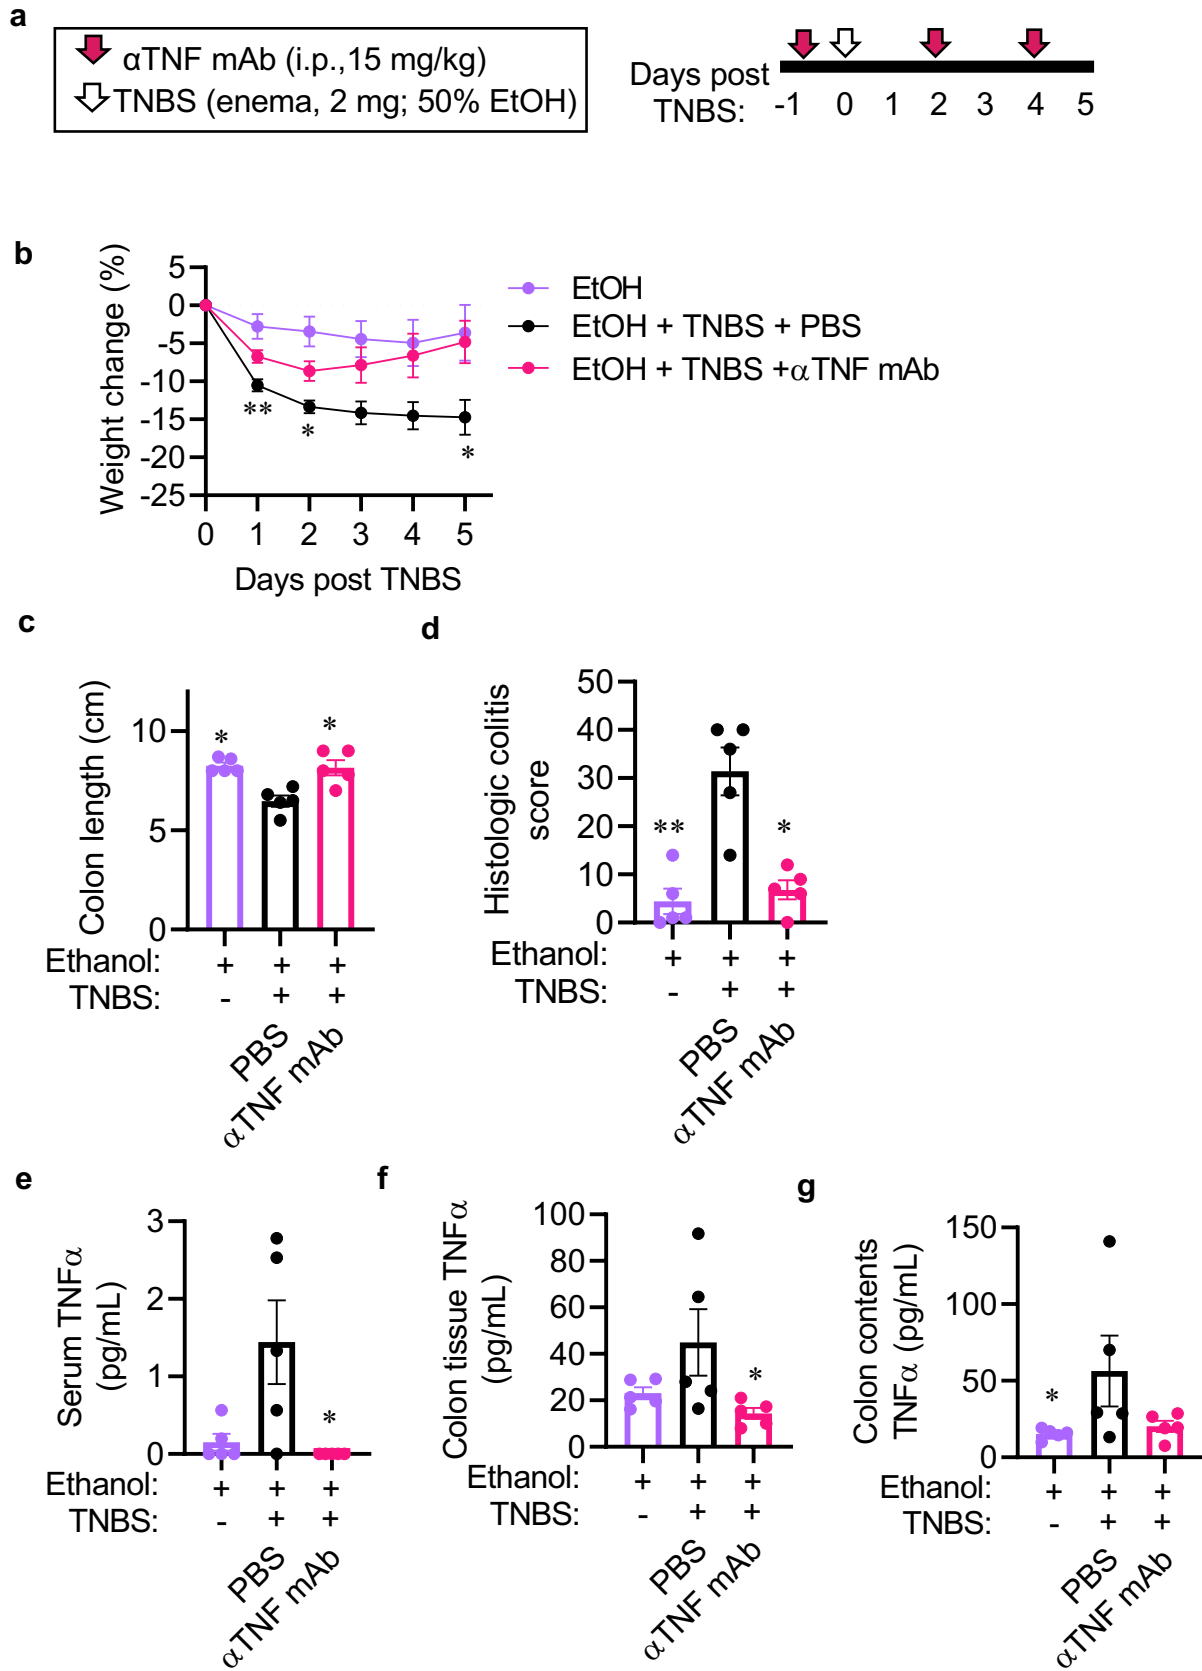 a
αTNF mAb (i.p.,15 mg/kg)
TNBS (enema, 2 mg; 50% EtOH)
Days post
TNBS:
-1 0 1 2 3 4 5
b
Weight change (%)
5
0
-5
-10
-15
-20
-25
** * *
0 1 2 3 4 5
Days post TNBS
EtOH
EtOH + TNBS + PBS
EtOH + TNBS +αTNF mAb
c
Colon length (cm)
10
5
0
* *
Ethanol: + + +
TNBS: - + +
PBS
αTNF mAb
d
Histologic colitis
score
50
40
30
20
10
0
** *
Ethanol: + + +
TNBS: - + +
PBS
αTNF mAb
e
Serum TNFα
(pg/mL)
3
2
1
0
*
Ethanol: + + +
TNBS: - + +
PBS
αTNF mAb
f
Colon tissue TNFα
(pg/mL)
100
80
60
40
20
0
*
Ethanol: + + +
TNBS: - + +
PBS
αTNF mAb
g
Colon contents
TNFα (pg/mL)
150
100
50
0
*
Ethanol: + + +
TNBS: - + +
PBS
αTNF mAb